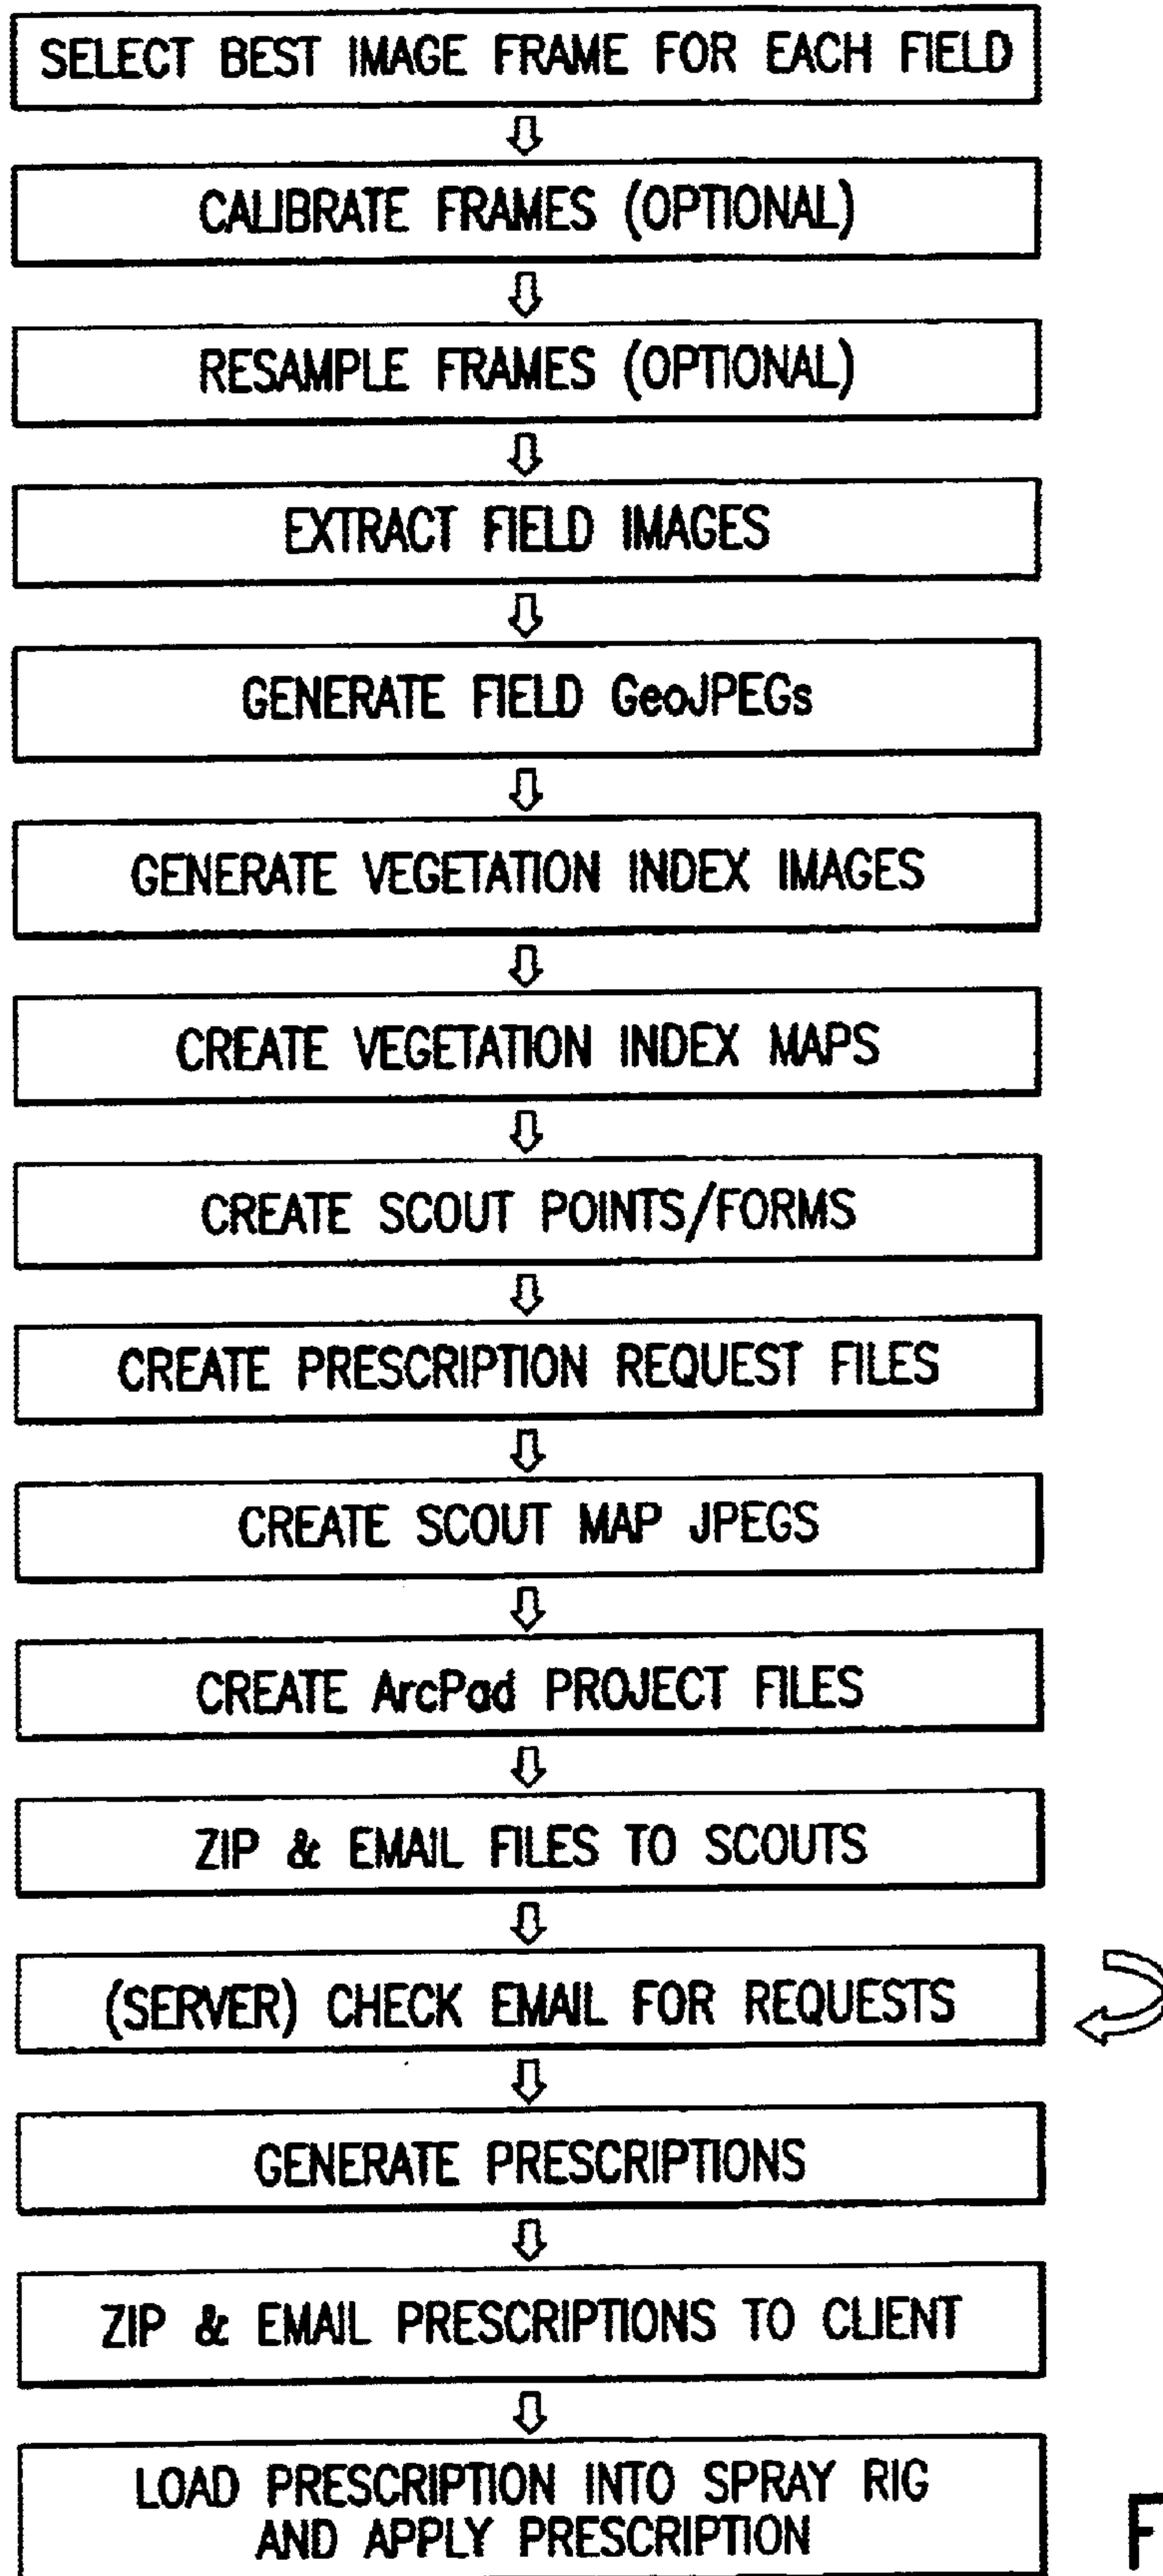 SELECT BEST IMAGE FRAME FOR EACH FIELD
CALIBRATE FRAMES (OPTIONAL)
RESAMPLE FRAMES (OPTIONAL)
EXTRACT FIELD IMAGES
GENERATE FIELD GeoJPEGs
GENERATE VEGETATION INDEX IMAGES
CREATE VEGETATION INDEX MAPS
CREATE SCOUT POINTS/FORMS
CREATE PRESCRIPTION REQUEST FILES
CREATE SCOUT MAP JPEGS
CREATE ArcPad PROJECT FILES
ZIP & EMAIL FILES TO SCOUTS
(SERVER) CHECK EMAIL FOR REQUESTS
GENERATE PRESCRIPTIONS
ZIP & EMAIL PRESCRIPTIONS TO CLIENT
LOAD PRESCRIPTION INTO SPRAY RIG
AND APPLY PRESCRIPTION